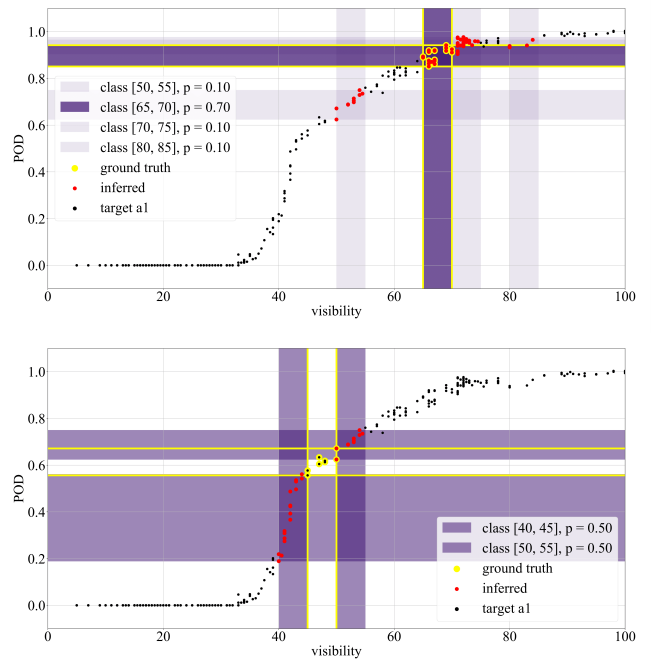 1.0
0.8
0.6
0.4
0.2
0.0
POD
class [50, 55], p = 0.10
class [65, 70], p = 0.70
class [70, 75], p = 0.10
class [80, 85], p = 0.10
ground truth
inferred
target a1
0 20 40 60 80 100
visibility
1.0
0.8
0.6
0.4
0.2
0.0
POD
class [40, 45], p = 0.50
class [50, 55], p = 0.50
ground truth
inferred
target a1
0 20 40 60 80 100
visibility